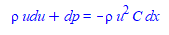 ρ udu + dp = −ρ u² C dx